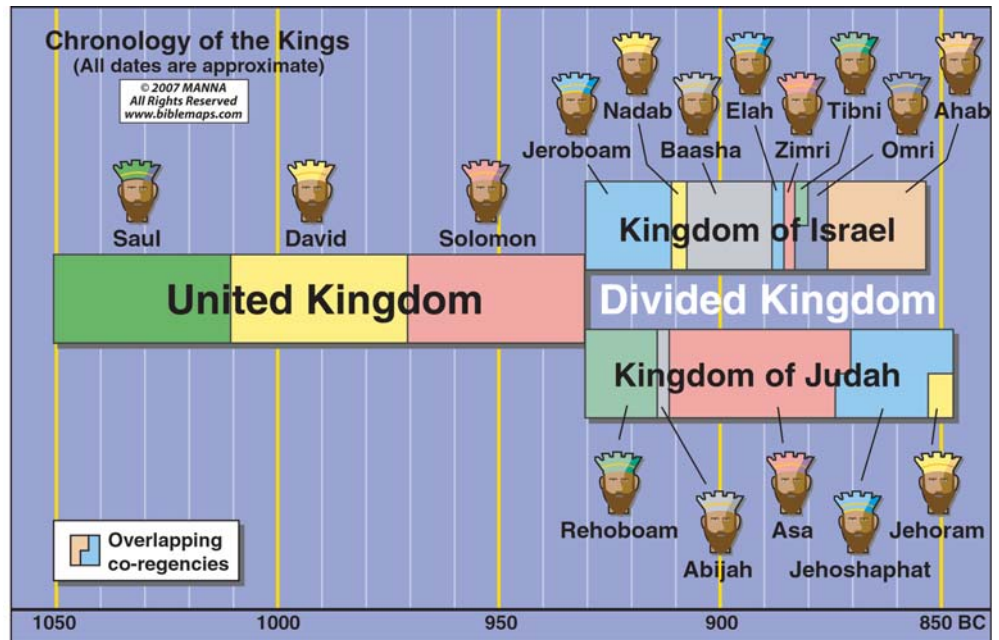 Chronology of the Kings
(All dates are approximate)
© 2007 MANNA
All Rights Reserved
www.biblemaps.com
Saul
David
Solomon
United Kingdom
Nadab
Elah
Tibni
Ahab
Jeroboam
Baasha
Zimri
Omri
Kingdom of Israel
Divided Kingdom
Kingdom of Judah
Rehoboam
Asa
Jehoram
Abijah
Jehoshaphat
Overlapping
co-regencies
1050 1000 950 900 850 BC